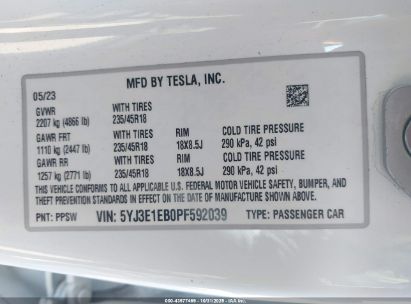 MFD BY TESLA, INC.
05/23
GVWR WITH TIRES
2207 kg (4866 lb) 235/45R18
GAWR FRT WITH TIRES RIM COLD TIRE PRESSURE
1110 kg (2447 lb) 235/45R18 18X8.5J 290 kPa, 42 psi
GAWR RR WITH TIRES RIM COLD TIRE PRESSURE
1257 kg (2771 lb) 235/45R18 18X8.5J 290 kPa, 42 psi
THIS VEHICLE CONFORMS TO ALL APPLICABLE U.S. FEDERAL MOTOR VEHICLE SAFETY, BUMPER, AND
THEFT PREVENTION STANDARDS IN EFFECT ON THE DATE OF MANUFACTURE SHOWN ABOVE.
PNT: PPSW VIN: 5YJ3E1EB0PF592039 TYPE: PASSENGER CAR